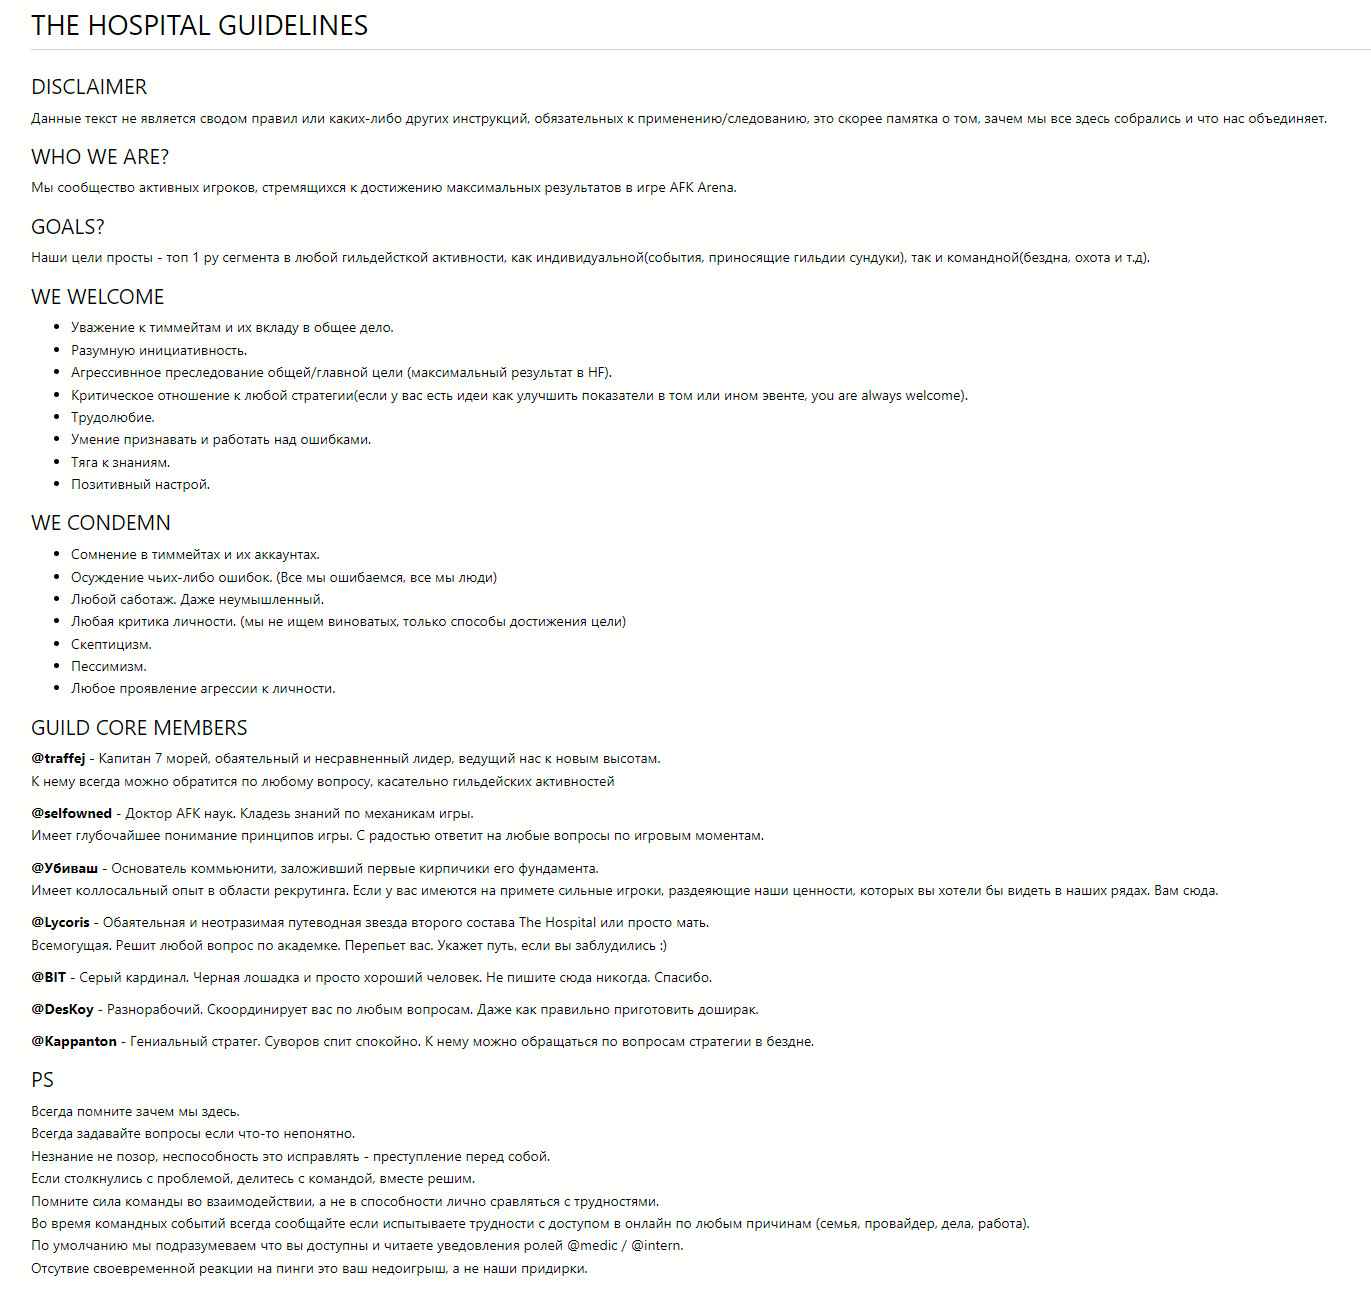 THE HOSPITAL GUIDELINES
DISCLAIMER
Данные текст не является сводом правил или каких-либо других инструкций, обязательных к применению/следованию, это скорее памятка о том, зачем мы все здесь собрались и что нас объединяет.
WHO WE ARE?
Мы сообщество активных игроков, стремящихся к достижению максимальных результатов в игре AFK Arena.
GOALS?
Наши цели просты - топ 1 ру сегмента в любой гильдейсткой активности, как индивидуальной(события, приносящие гильдии сундуки), так и командной(бездна, охота и т.д).
WE WELCOME
• Уважение к тиммейтам и их вкладу в общее дело.
• Разумную инициативность.
• Агрессивнное преследование общей/главной цели (максимальный результат в HF).
• Критическое отношение к любой стратегии(если у вас есть идеи как улучшить показатели в том или ином эвенте, you are always welcome).
• Трудолюбие.
• Умение признавать и работать над ошибками.
• Тяга к знаниям.
• Позитивный настрой.
WE CONDEMN
• Сомнение в тиммейтах и их аккаунтах.
• Осуждение чьих-либо ошибок. (Все мы ошибаемся, все мы люди)
• Любой саботаж. Даже неумышленный.
• Любая критика личности. (мы не ищем виноватых, только способы достижения цели)
• Скептицизм.
• Пессимизм.
• Любое проявление агрессии к личности.
GUILD CORE MEMBERS
@traffej - Капитан 7 морей, обаятельный и несравненный лидер, ведущий нас к новым высотам.
К нему всегда можно обратится по любому вопросу, касательно гильдейских активностей
@selfowned - Доктор AFK наук. Кладезь знаний по механикам игры.
Имеет глубочайшее понимание принципов игры. С радостью ответит на любые вопросы по игровым моментам.
@Убиваш - Основатель коммьюнити, заложивший первые кирпичики его фундамента.
Имеет коллосальный опыт в области рекрутинга. Если у вас имеются на примете сильные игроки, раздеяющие наши ценности, которых вы хотели бы видеть в наших рядах. Вам сюда.
@Lycoris - Обаятельная и неотразимая путеводная звезда второго состава The Hospital или просто мать.
Всемогущая. Решит любой вопрос по академке. Перепьет вас. Укажет путь, если вы заблудились :)
@BIT - Серый кардинал. Черная лошадка и просто хороший человек. Не пишите сюда никогда. Спасибо.
@DesKoy - Разнорабочий. Скоординирует вас по любым вопросам. Даже как правильно приготовить доширак.
@Kappanton - Гениальный стратег. Суворов спит спокойно. К нему можно обращаться по вопросам стратегии в бездне.
PS
Всегда помните зачем мы здесь.
Всегда задавайте вопросы если что-то непонятно.
Незнание не позор, неспособность это исправлять - преступление перед собой.
Если столкнулись с проблемой, делитесь с командой, вместе решим.
Помните сила команды во взаимодействии, а не в способности лично сравляться с трудностями.
Во время командных событий всегда сообщайте если испытываете трудности с доступом в онлайн по любым причинам (семья, провайдер, дела, работа).
По умолчанию мы подразумеваем что вы доступны и читаете уведомления ролей @medic / @intern.
Отсутвие своевременной реакции на пинги это ваш недоигрыш, а не наши придирки.